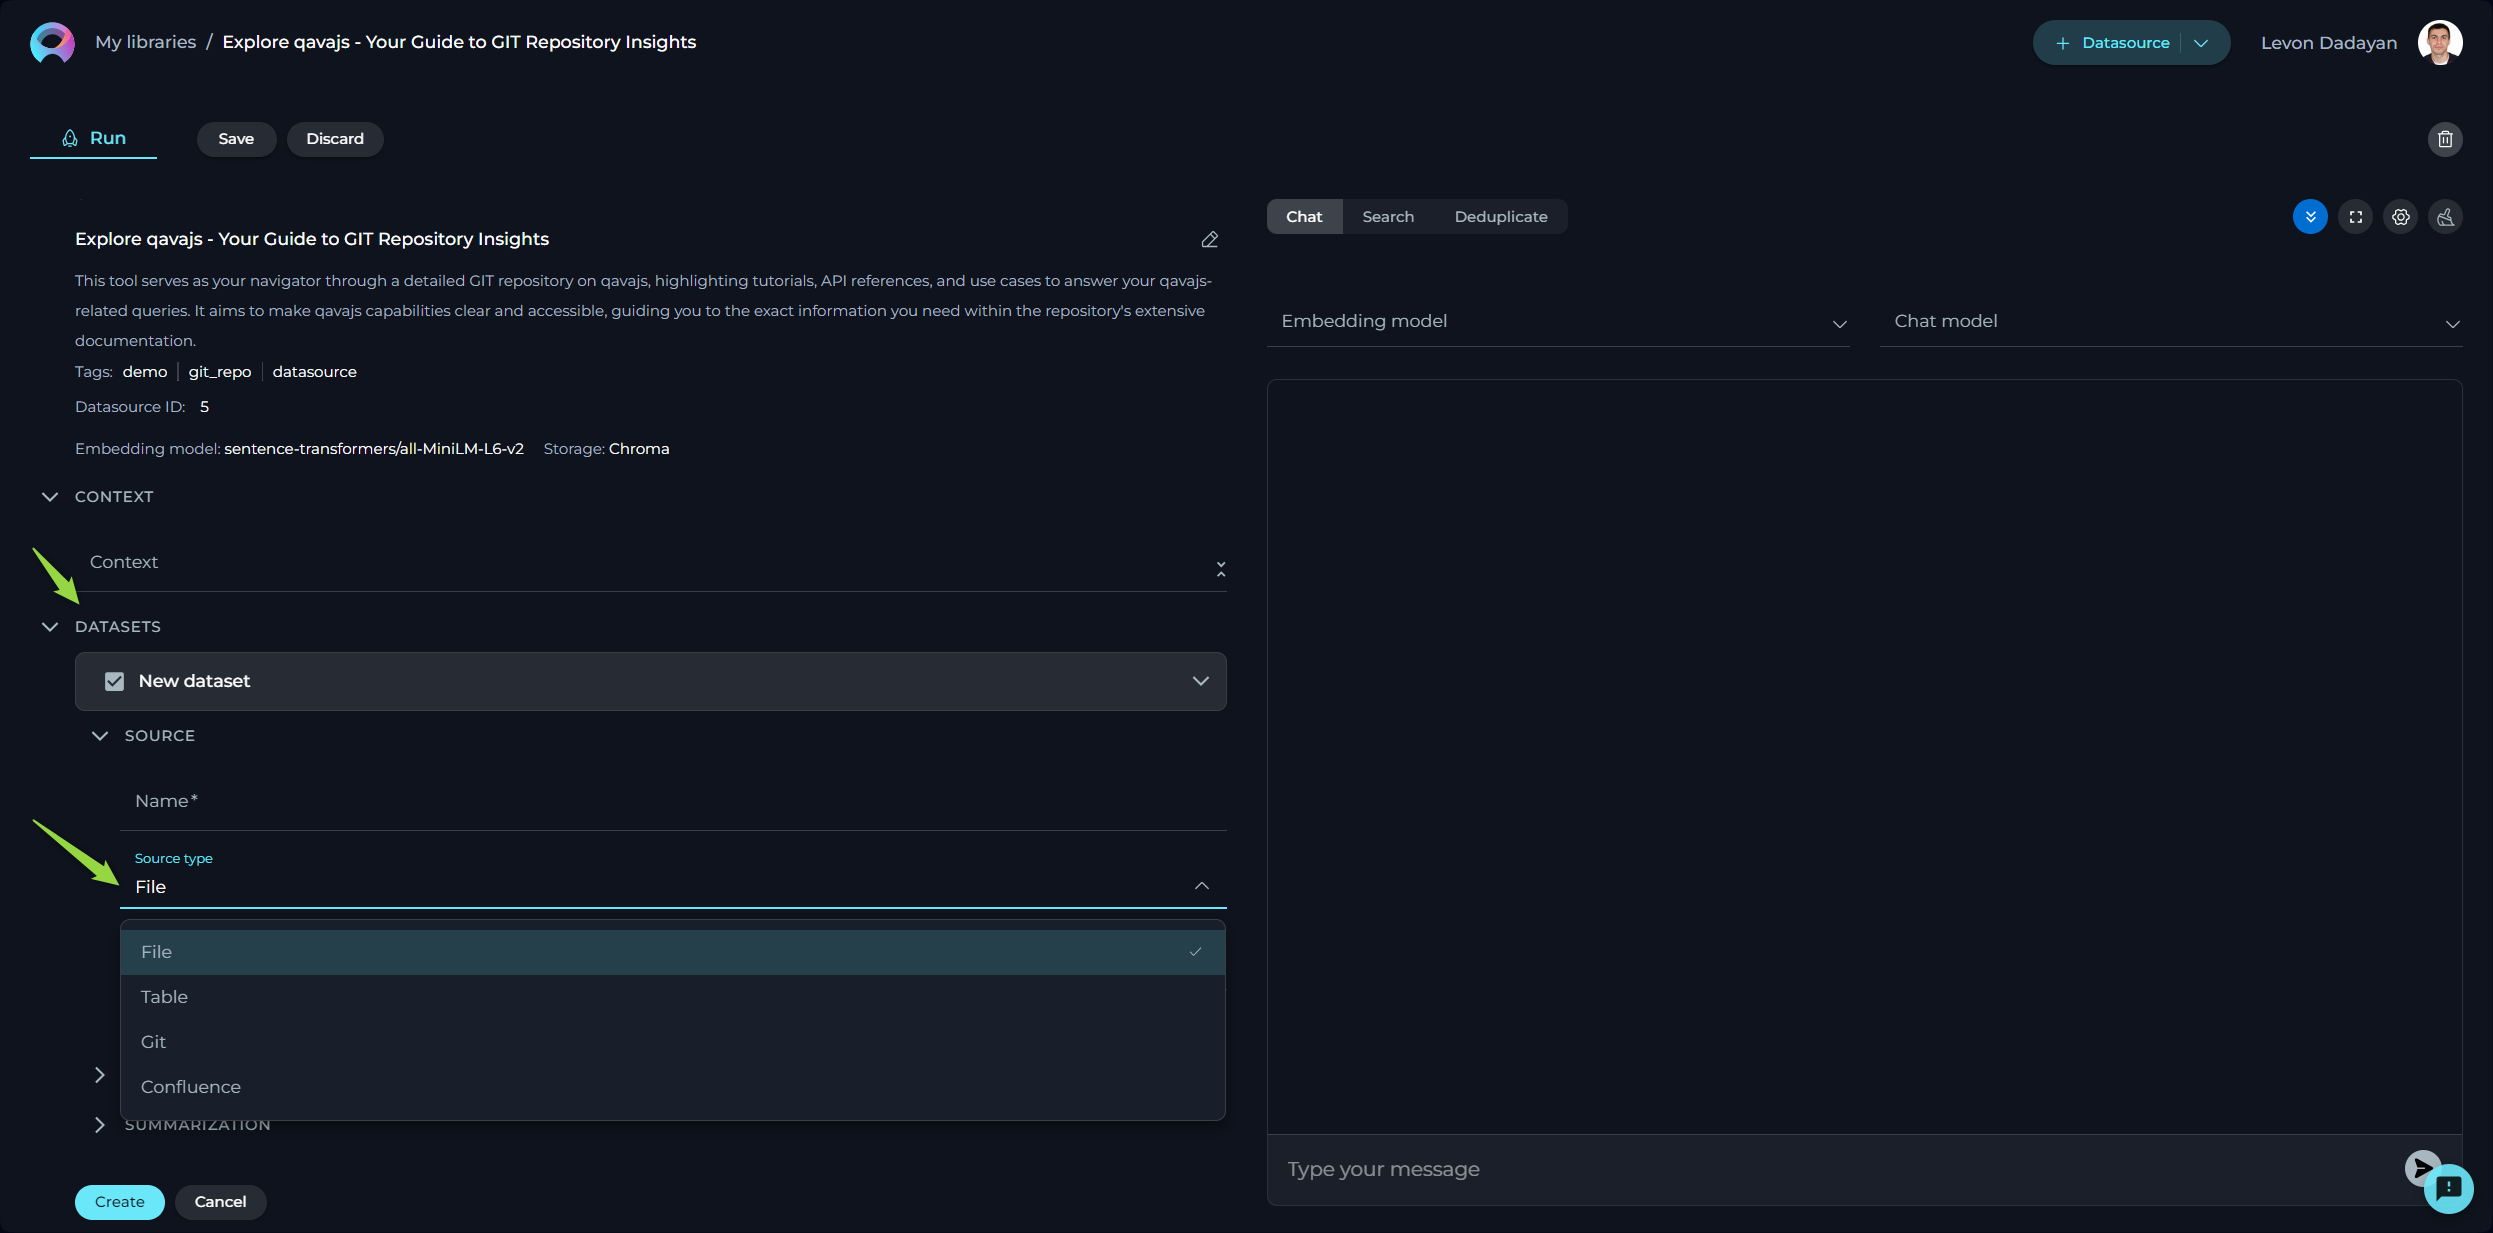 My libraries / Explore qavajs - Your Guide to GIT Repository Insights
+ Datasource
Levon Dadayan
Run
Save
Discard
Explore qavajs - Your Guide to GIT Repository Insights
This tool serves as your navigator through a detailed GIT repository on qavajs, highlighting tutorials, API references, and use cases to answer your qavajs-
related queries. It aims to make qavajs capabilities clear and accessible, guiding you to the exact information you need within the repository's extensive
documentation.
Tags: demo | git_repo | datasource
Datasource ID: 5
Embedding model: sentence-transformers/all-MiniLM-L6-v2 Storage: Chroma
CONTEXT
Context
DATASETS
New dataset
SOURCE
Name*
Source type
File
File
Table
Git
Confluence
SUMMARIZATION
Create
Cancel
Chat
Search
Deduplicate
Embedding model
Chat model
Type your message